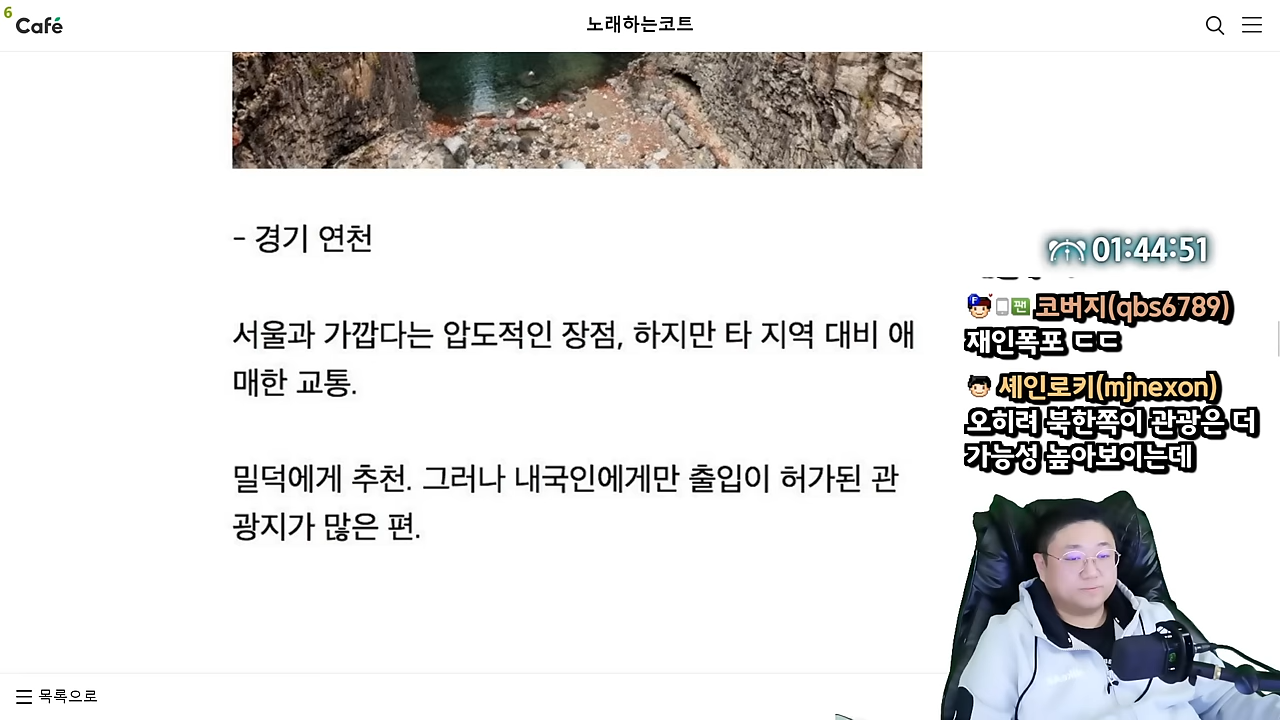 6
Café
노래하는코트
- 경기 연천
서울과 가깝다는 압도적인 장점, 하지만 타 지역 대비 애
매한 교통.
밀덕에게 추천. 그러나 내국인에게만 출입이 허가된 관
광지가 많은 편.
01:44:51
F 팬 코버지(qbs6789)
재인폭포 ㄷㄷ
셰인로키(mjnexon)
오히려 북한쪽이 관광은 더
가능성 높아보이는데
목록으로